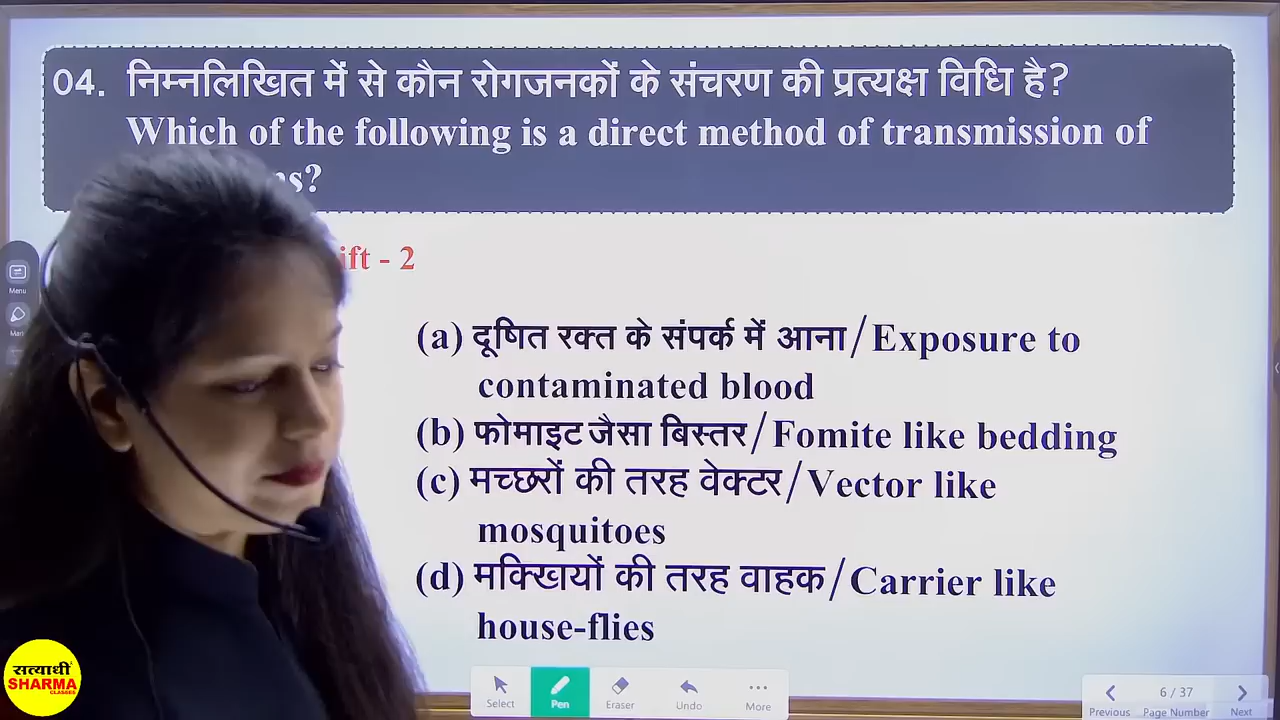 04. निम्नलिखित में से कौन रोगजनकों के संचरण की प्रत्यक्ष विधि है?
Which of the following is a direct method of transmission of
- 2
(a) दूषित रक्त के संपर्क में आना/Exposure to
contaminated blood
(b) फोमाइट जैसा बिस्तर/Fomite like bedding
(c) मच्छरों की तरह वेक्टर/Vector like
mosquitoes
(d) मक्खियों की तरह वाहक/Carrier like
house-flies
Menu
Select
Pen
Eraser
Undo
More
6 / 37
Previous
Page Number
Next
सत्यार्थी
SHARMA
CLASSES